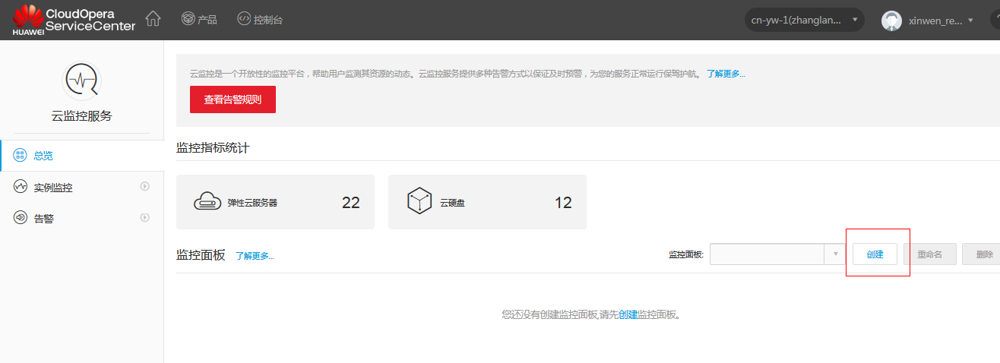 HUAWEI
CloudOpera
ServiceCenter
产品
控制台
cn-yw-1(zhanglan...
xinwen_re...
云监控服务
总览
实例监控
告警
云监控是一个开放性的监控平台，帮助用户监测其资源的动态。云监控服务提供多种告警方式以保证及时预警，为您的服务正常运行保驾护航。 了解更多...
查看告警规则
监控指标统计
弹性云服务器 22
云硬盘 12
监控面板 了解更多...
监控面板: 创建 重命名 删除
您还没有创建监控面板,请先创建监控面板。